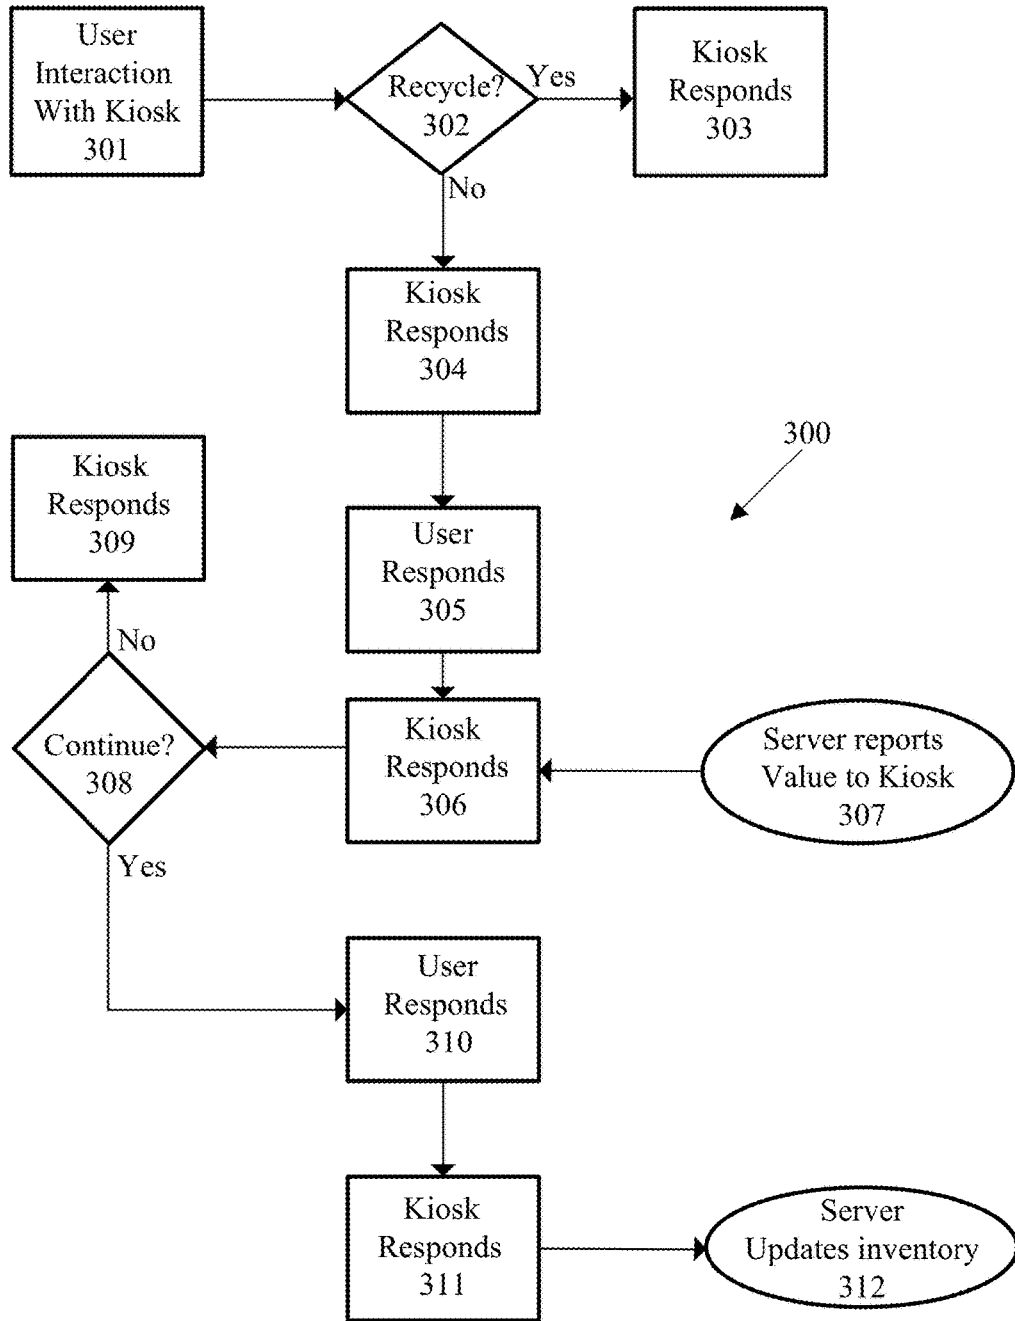 User
Interaction
With Kiosk
301
Recycle?
302
Yes
No
Kiosk
Responds
303
Kiosk
Responds
304
300
Kiosk
Responds
309
User
Responds
305
No
Continue?
308
Yes
Kiosk
Responds
306
Server reports
Value to Kiosk
307
User
Responds
310
Kiosk
Responds
311
Server
Updates inventory
312